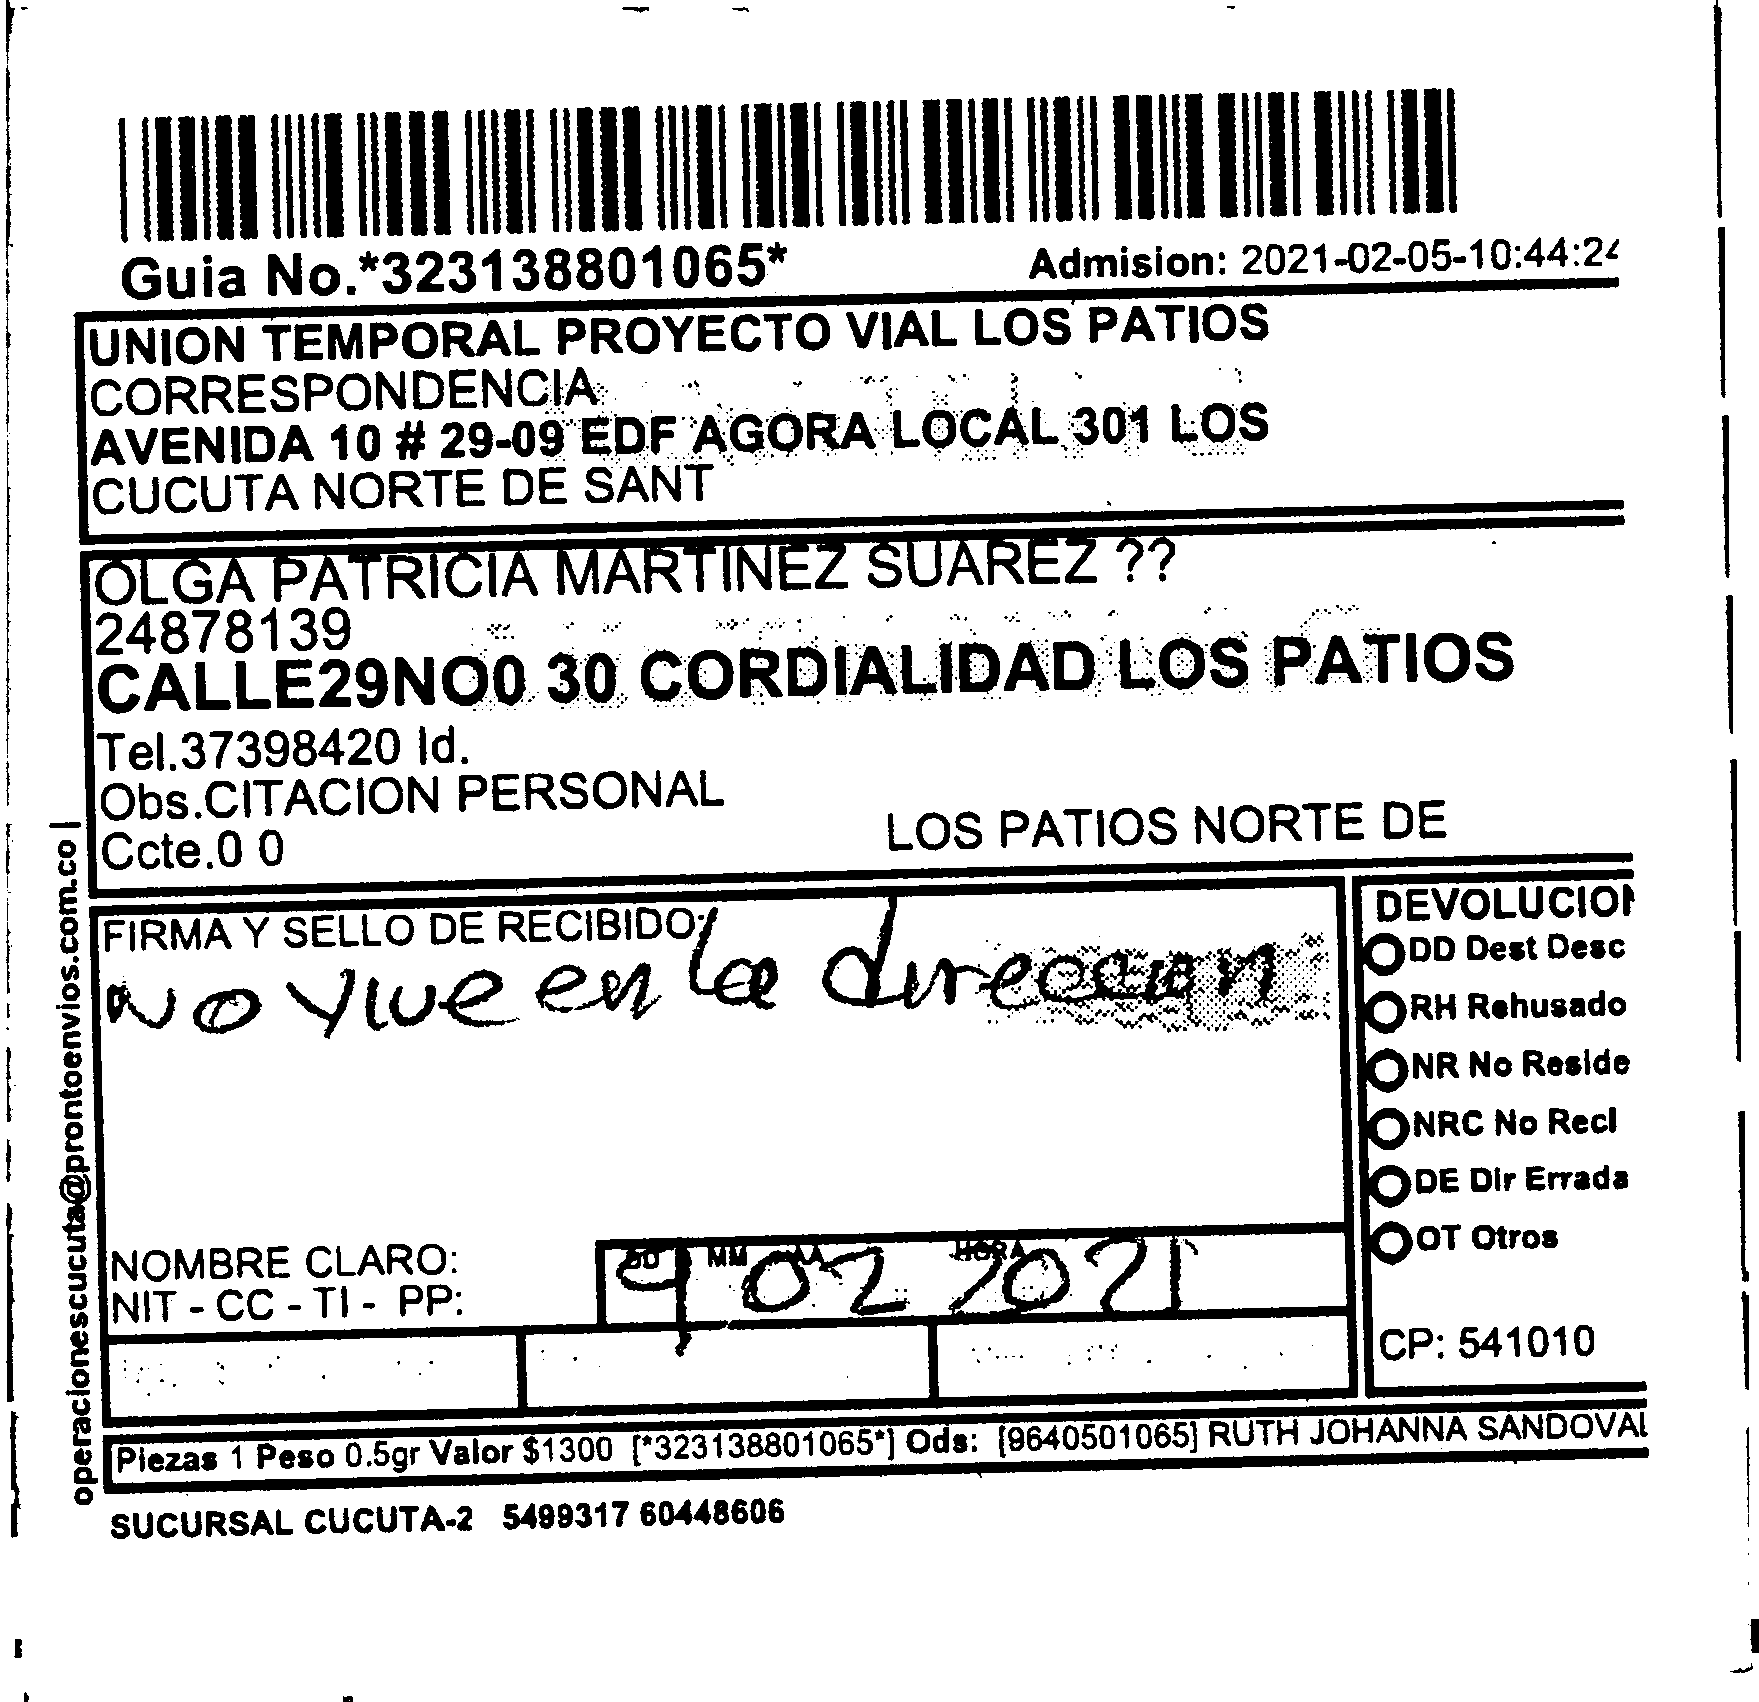 Guia No.*323138801065*
Admision: 2021-02-05-10:44:24
UNION TEMPORAL PROYECTO VIAL LOS PATIOS
CORRESPONDENCIA
AVENIDA 10 # 29-09 EDF AGORA LOCAL 301 LOS
CUCUTA NORTE DE SANT
OLGA PATRICIA MARTINEZ SUAREZ ??
24878139
CALLE29NO0 30 CORDIALIDAD LOS PATIOS
Tel.37398420 Id.
Obs.CITACION PERSONAL
Ccte.0 0
LOS PATIOS NORTE DE
FIRMA Y SELLO DE RECIBIDO:
No vive en la direccion
DEVOLUCION
DD Dest Desc
RH Rehusado
NR No Reside
NRC No Recl
DE Dir Errada
OT Otros
NOMBRE CLARO:
NIT - CC - TI - PP:
DD MM AA HORA
9 02 2021
CP: 541010
Piezas 1 Peso 0.5gr Valor $1300 [*323138801065*] Ods: [9640501065] RUTH JOHANNA SANDOVAL
SUCURSAL CUCUTA-2 5499317 60448606
operacionescucuta@prontoenvios.com.co |